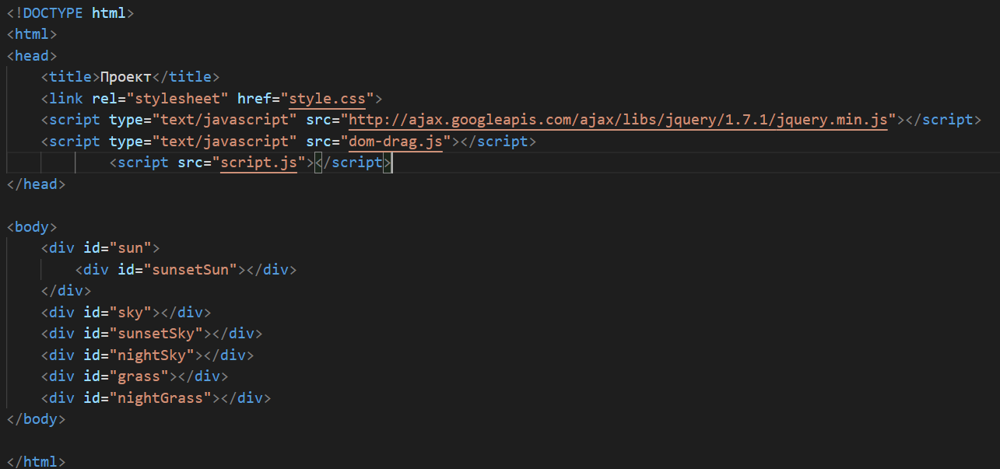 <!DOCTYPE html>
<html>
<head>
    <title>Проект</title>
    <link rel="stylesheet" href="style.css">
    <script type="text/javascript" src="http://ajax.googleapis.com/ajax/libs/jquery/1.7.1/jquery.min.js"></script>
    <script type="text/javascript" src="dom-drag.js"></script>
            <script src="script.js"></script>
</head>

<body>
    <div id="sun">
        <div id="sunsetSun"></div>
    </div>
    <div id="sky"></div>
    <div id="sunsetSky"></div>
    <div id="nightSky"></div>
    <div id="grass"></div>
    <div id="nightGrass"></div>
</body>

</html>